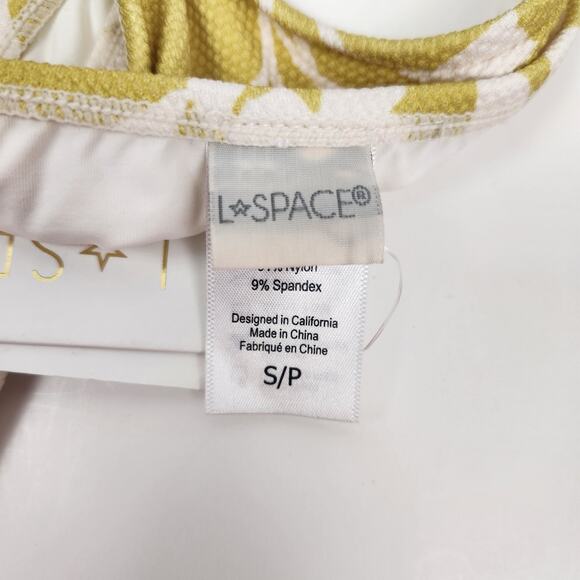 L☆SPACE®
% Nylon
9% Spandex
Designed in California
Made in China
Fabriqué en Chine
S/P